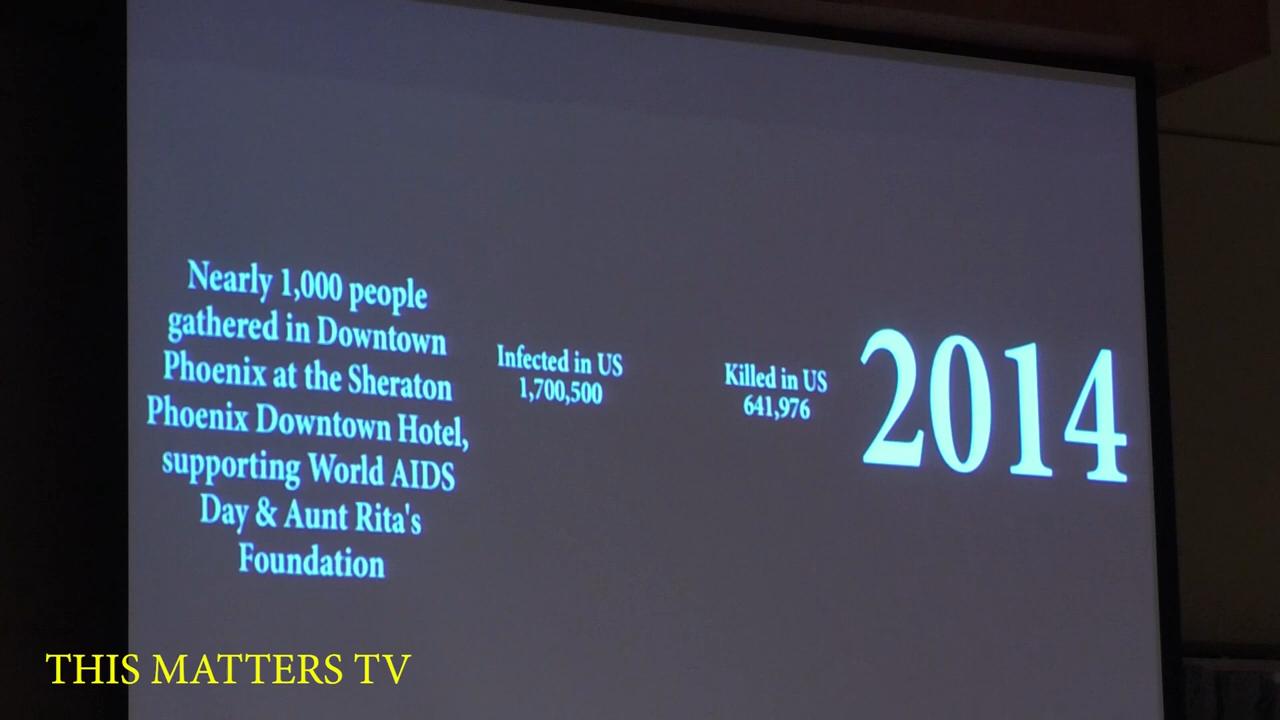 Nearly 1,000 people
gathered in Downtown
Phoenix at the Sheraton
Phoenix Downtown Hotel,
supporting World AIDS
Day & Aunt Rita's
Foundation
Infected in US
1,700,500
Killed in US
641,976
2014
THIS MATTERS TV